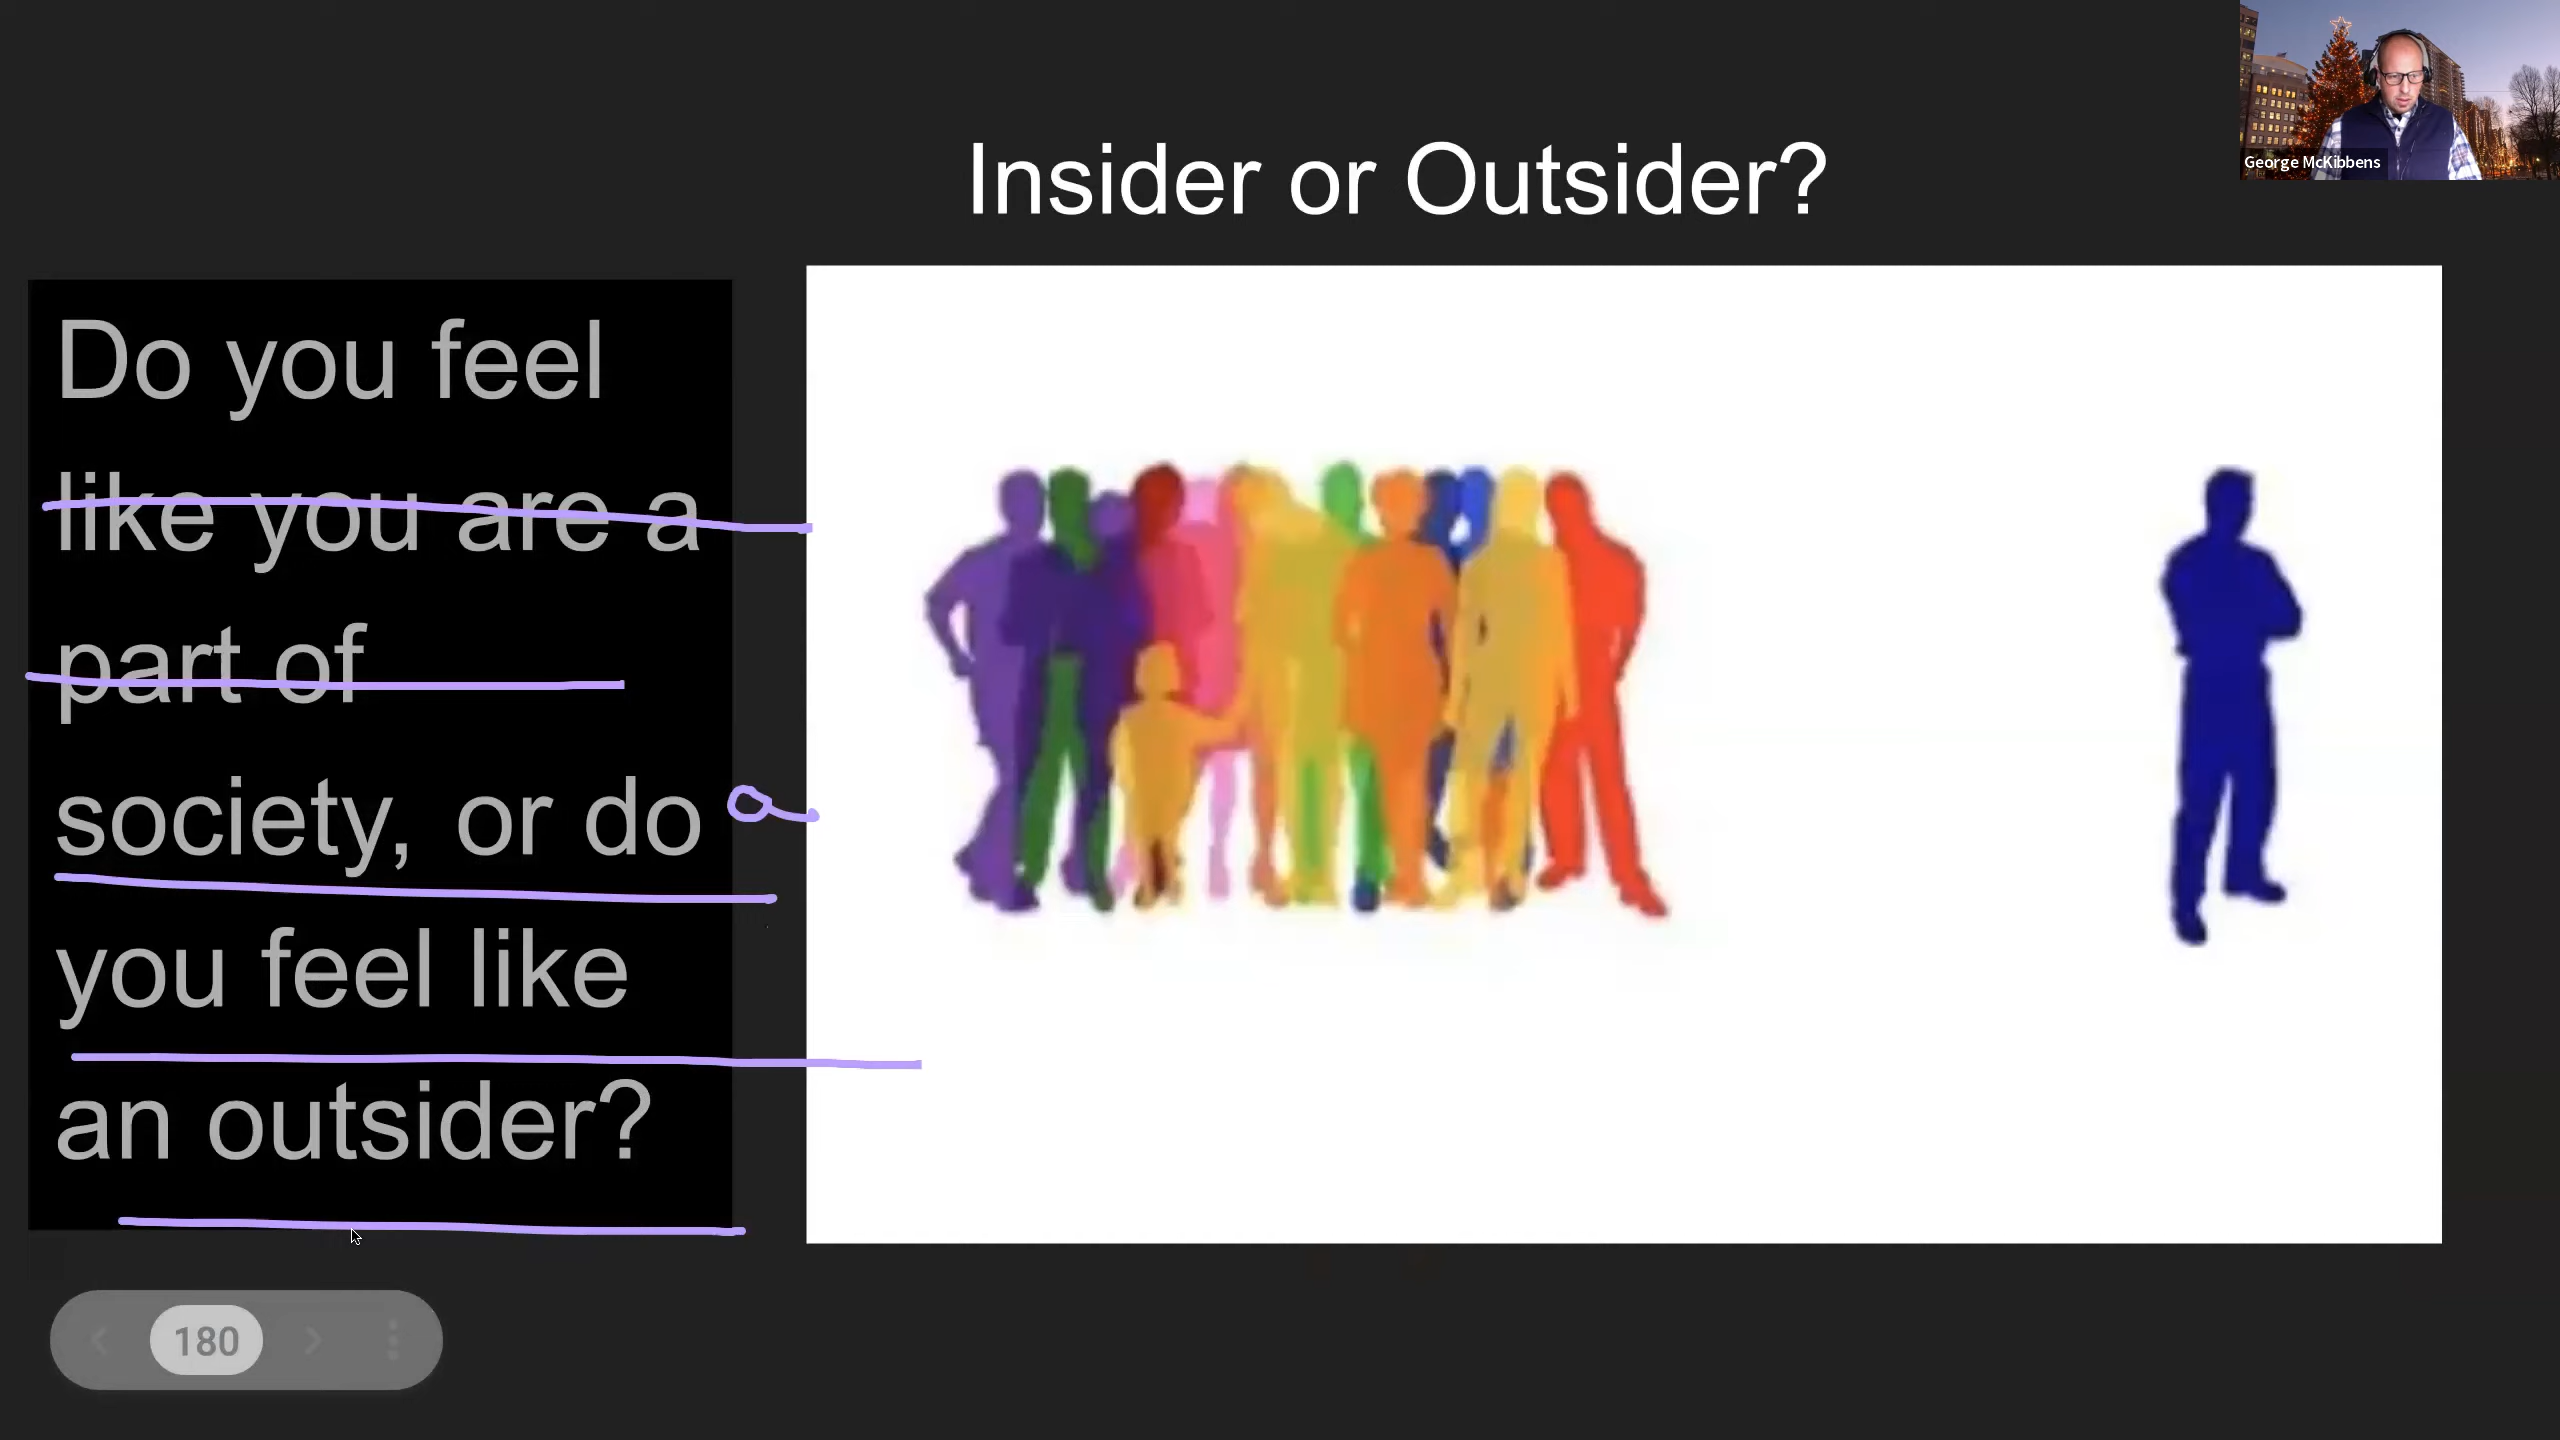 George McKibbens
Insider or Outsider?
Do you feel
like you are a
part of
society, or do
you feel like
an outsider?
180